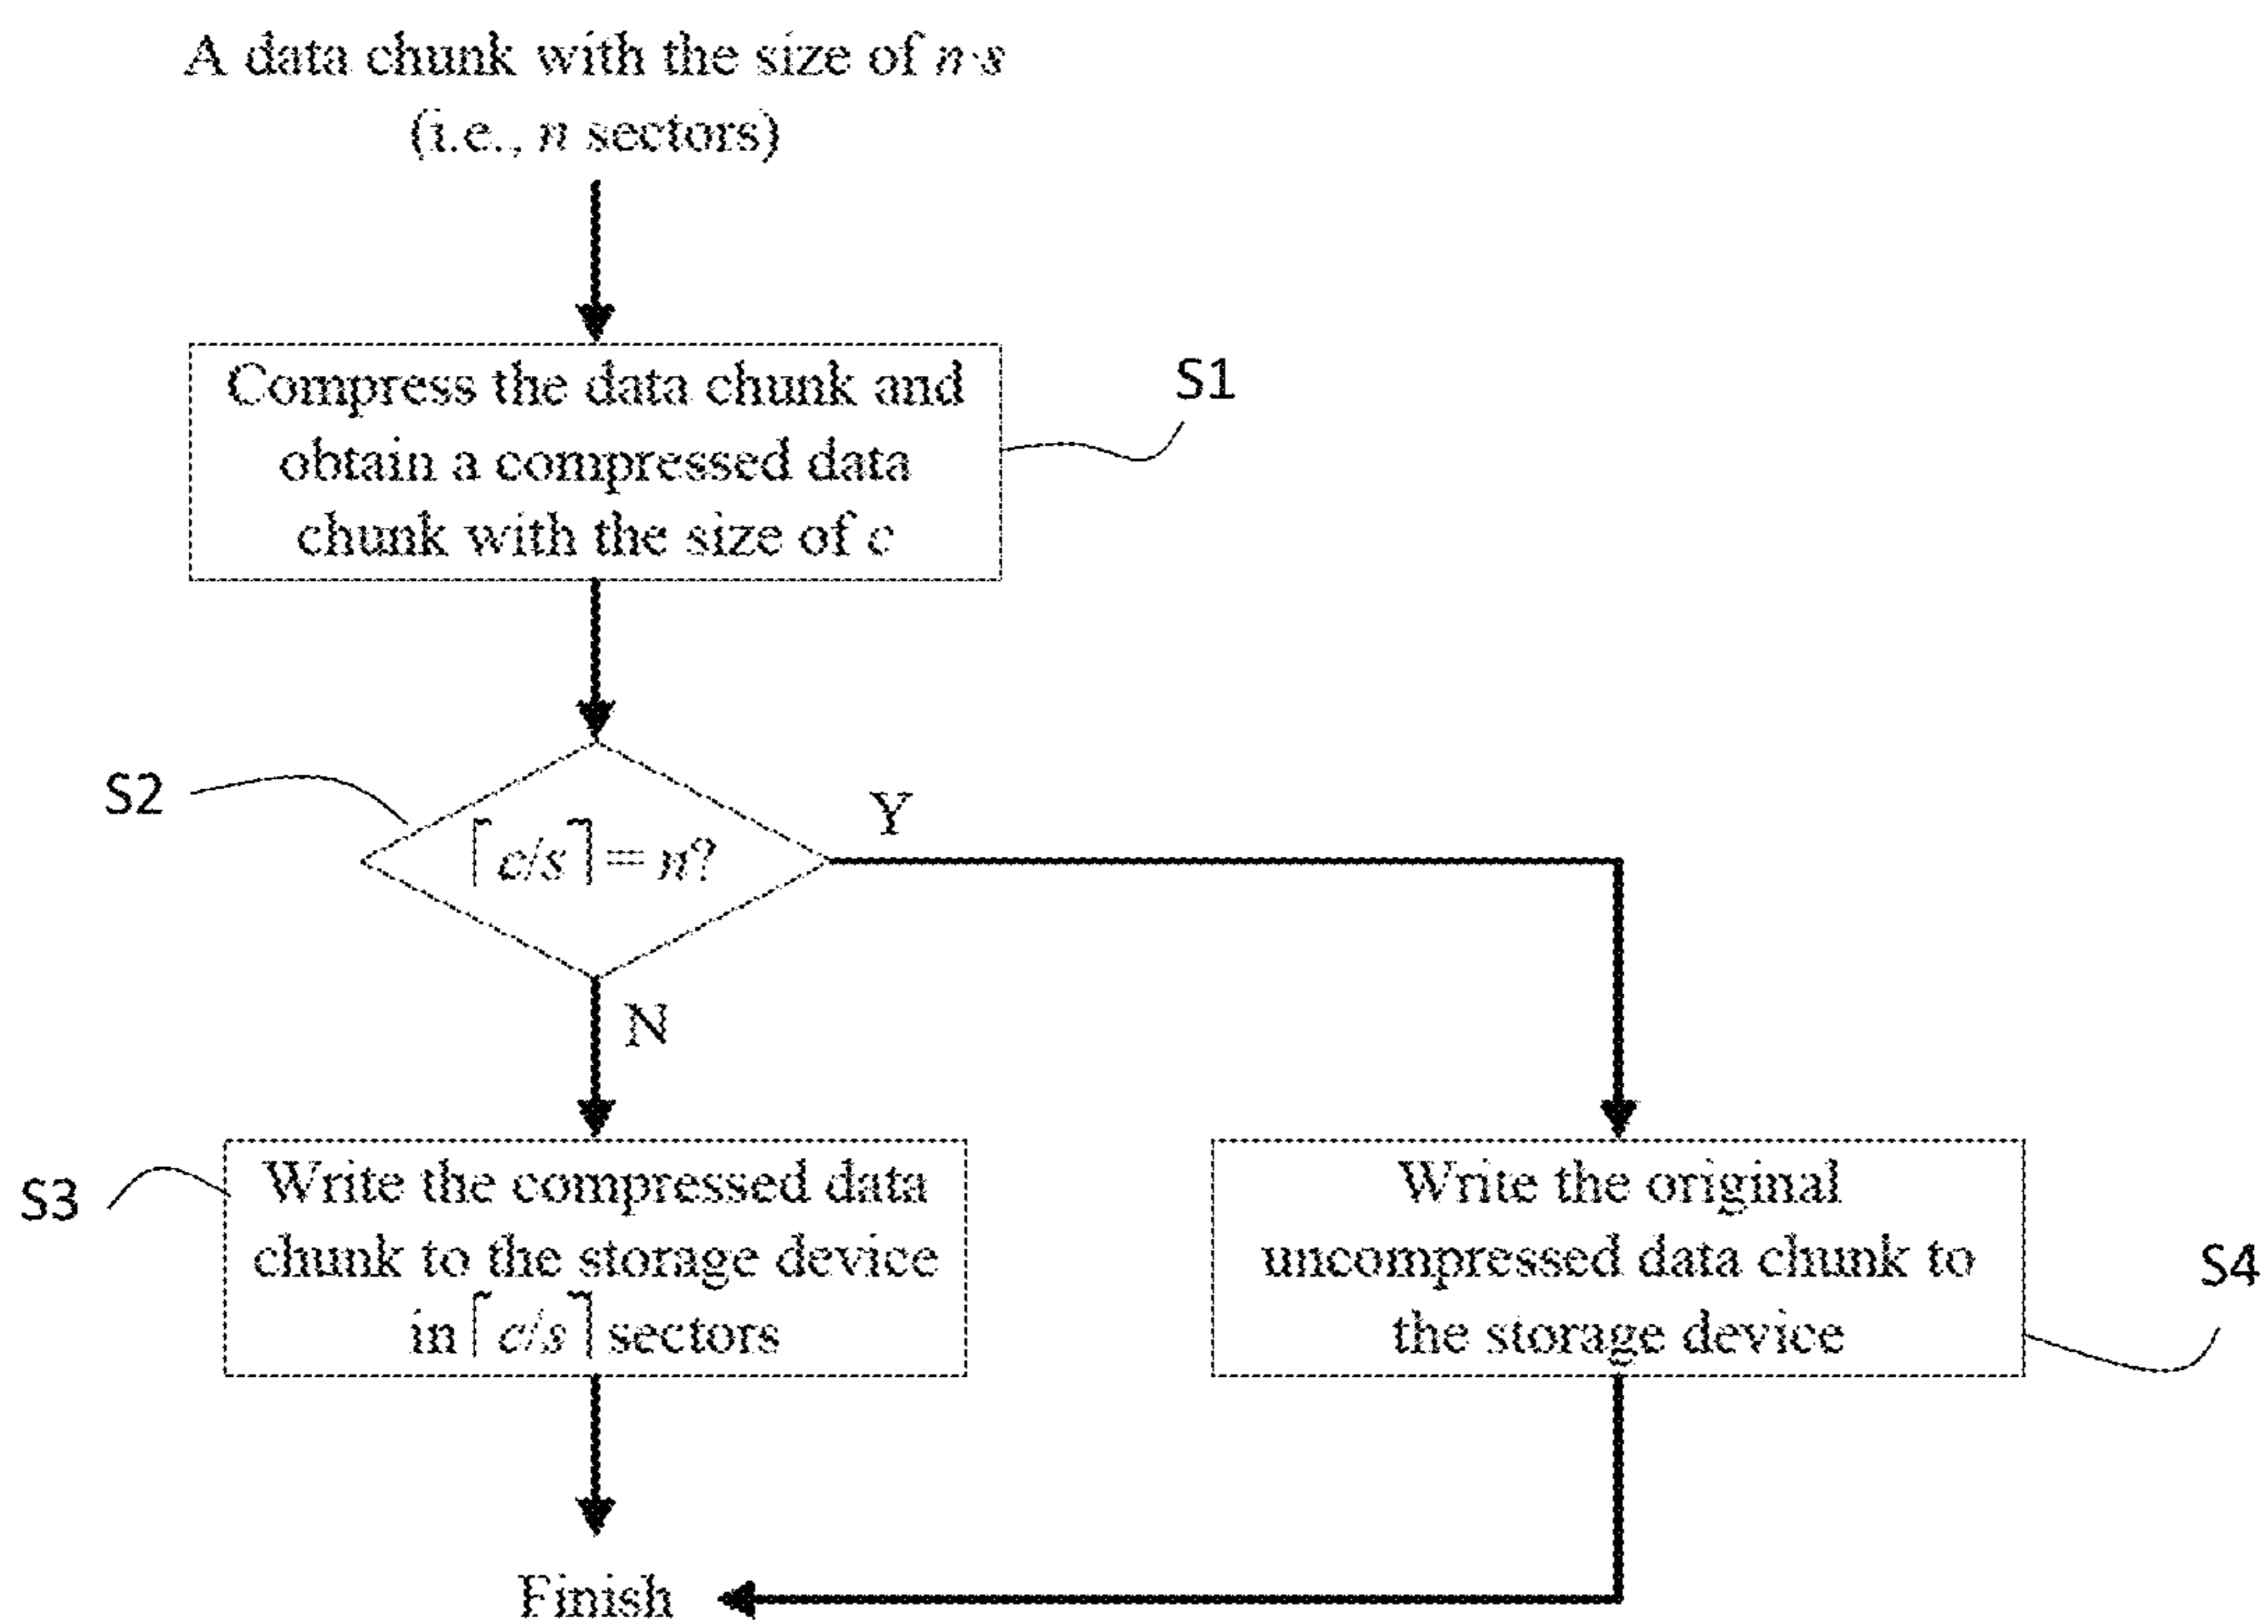 A data chunk with the size of n·s
(i.e., n sectors)
Compress the data chunk and
obtain a compressed data
chunk with the size of c
S1
S2
⌈c/s⌉=n?
Y
N
S3
Write the compressed data
chunk to the storage device
in ⌈c/s⌉ sectors
Write the original
uncompressed data chunk to
the storage device
S4
Finish